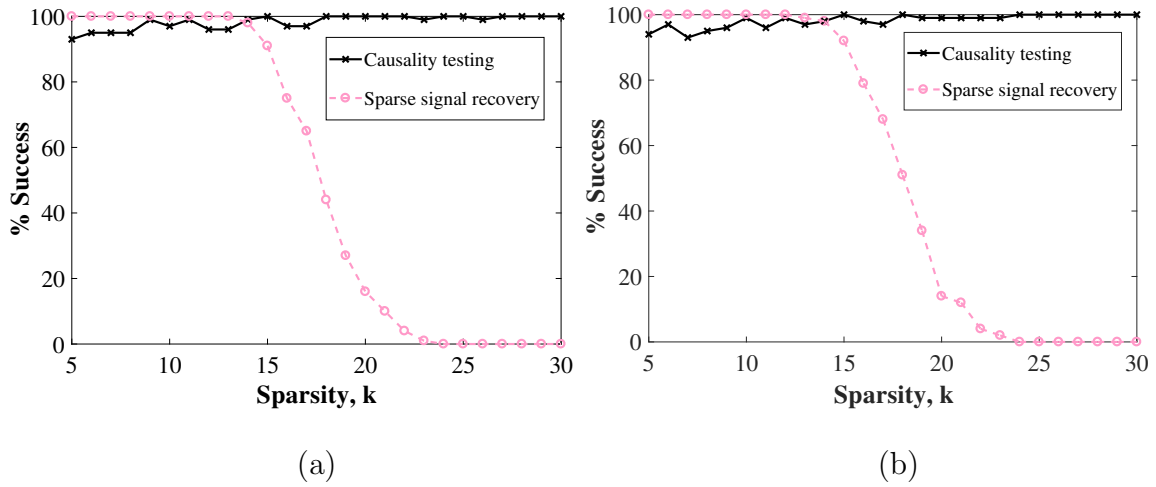 100
80
60
40
20
0
% Success
5 10 15 20 25 30
Sparsity, k
Causality testing
Sparse signal recovery
(a)
100
80
60
40
20
0
% Success
5 10 15 20 25 30
Sparsity, k
Causality testing
Sparse signal recovery
(b)